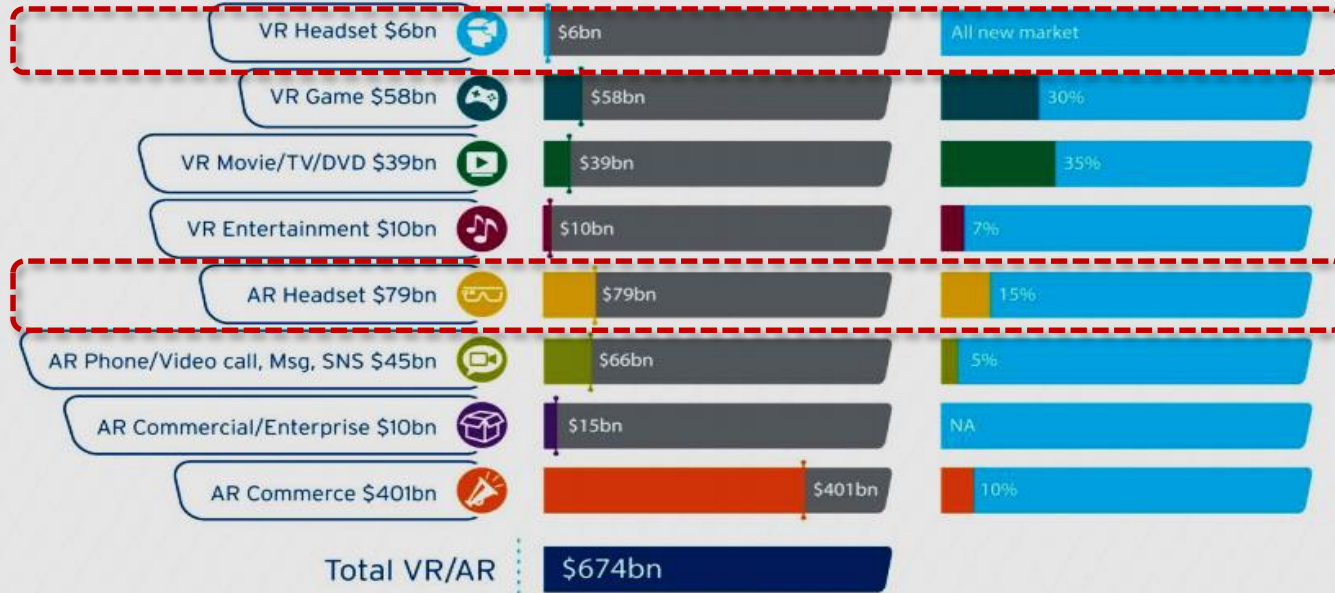 VR Headset $6bn $6bn All new market
VR Game $58bn $58bn 30%
VR Movie/TV/DVD $39bn $39bn 35%
VR Entertainment $10bn $10bn 7%
AR Headset $79bn $79bn 15%
AR Phone/Video call, Msg, SNS $45bn $66bn 5%
AR Commercial/Enterprise $10bn $15bn NA
AR Commerce $401bn $401bn 10%
Total VR/AR $674bn